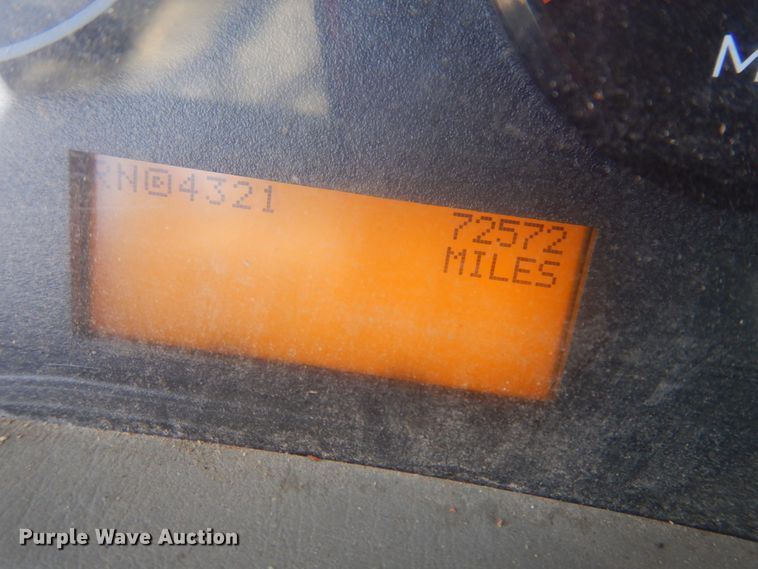 M
RN D 4321
72572
MILES
Purple Wave Auction